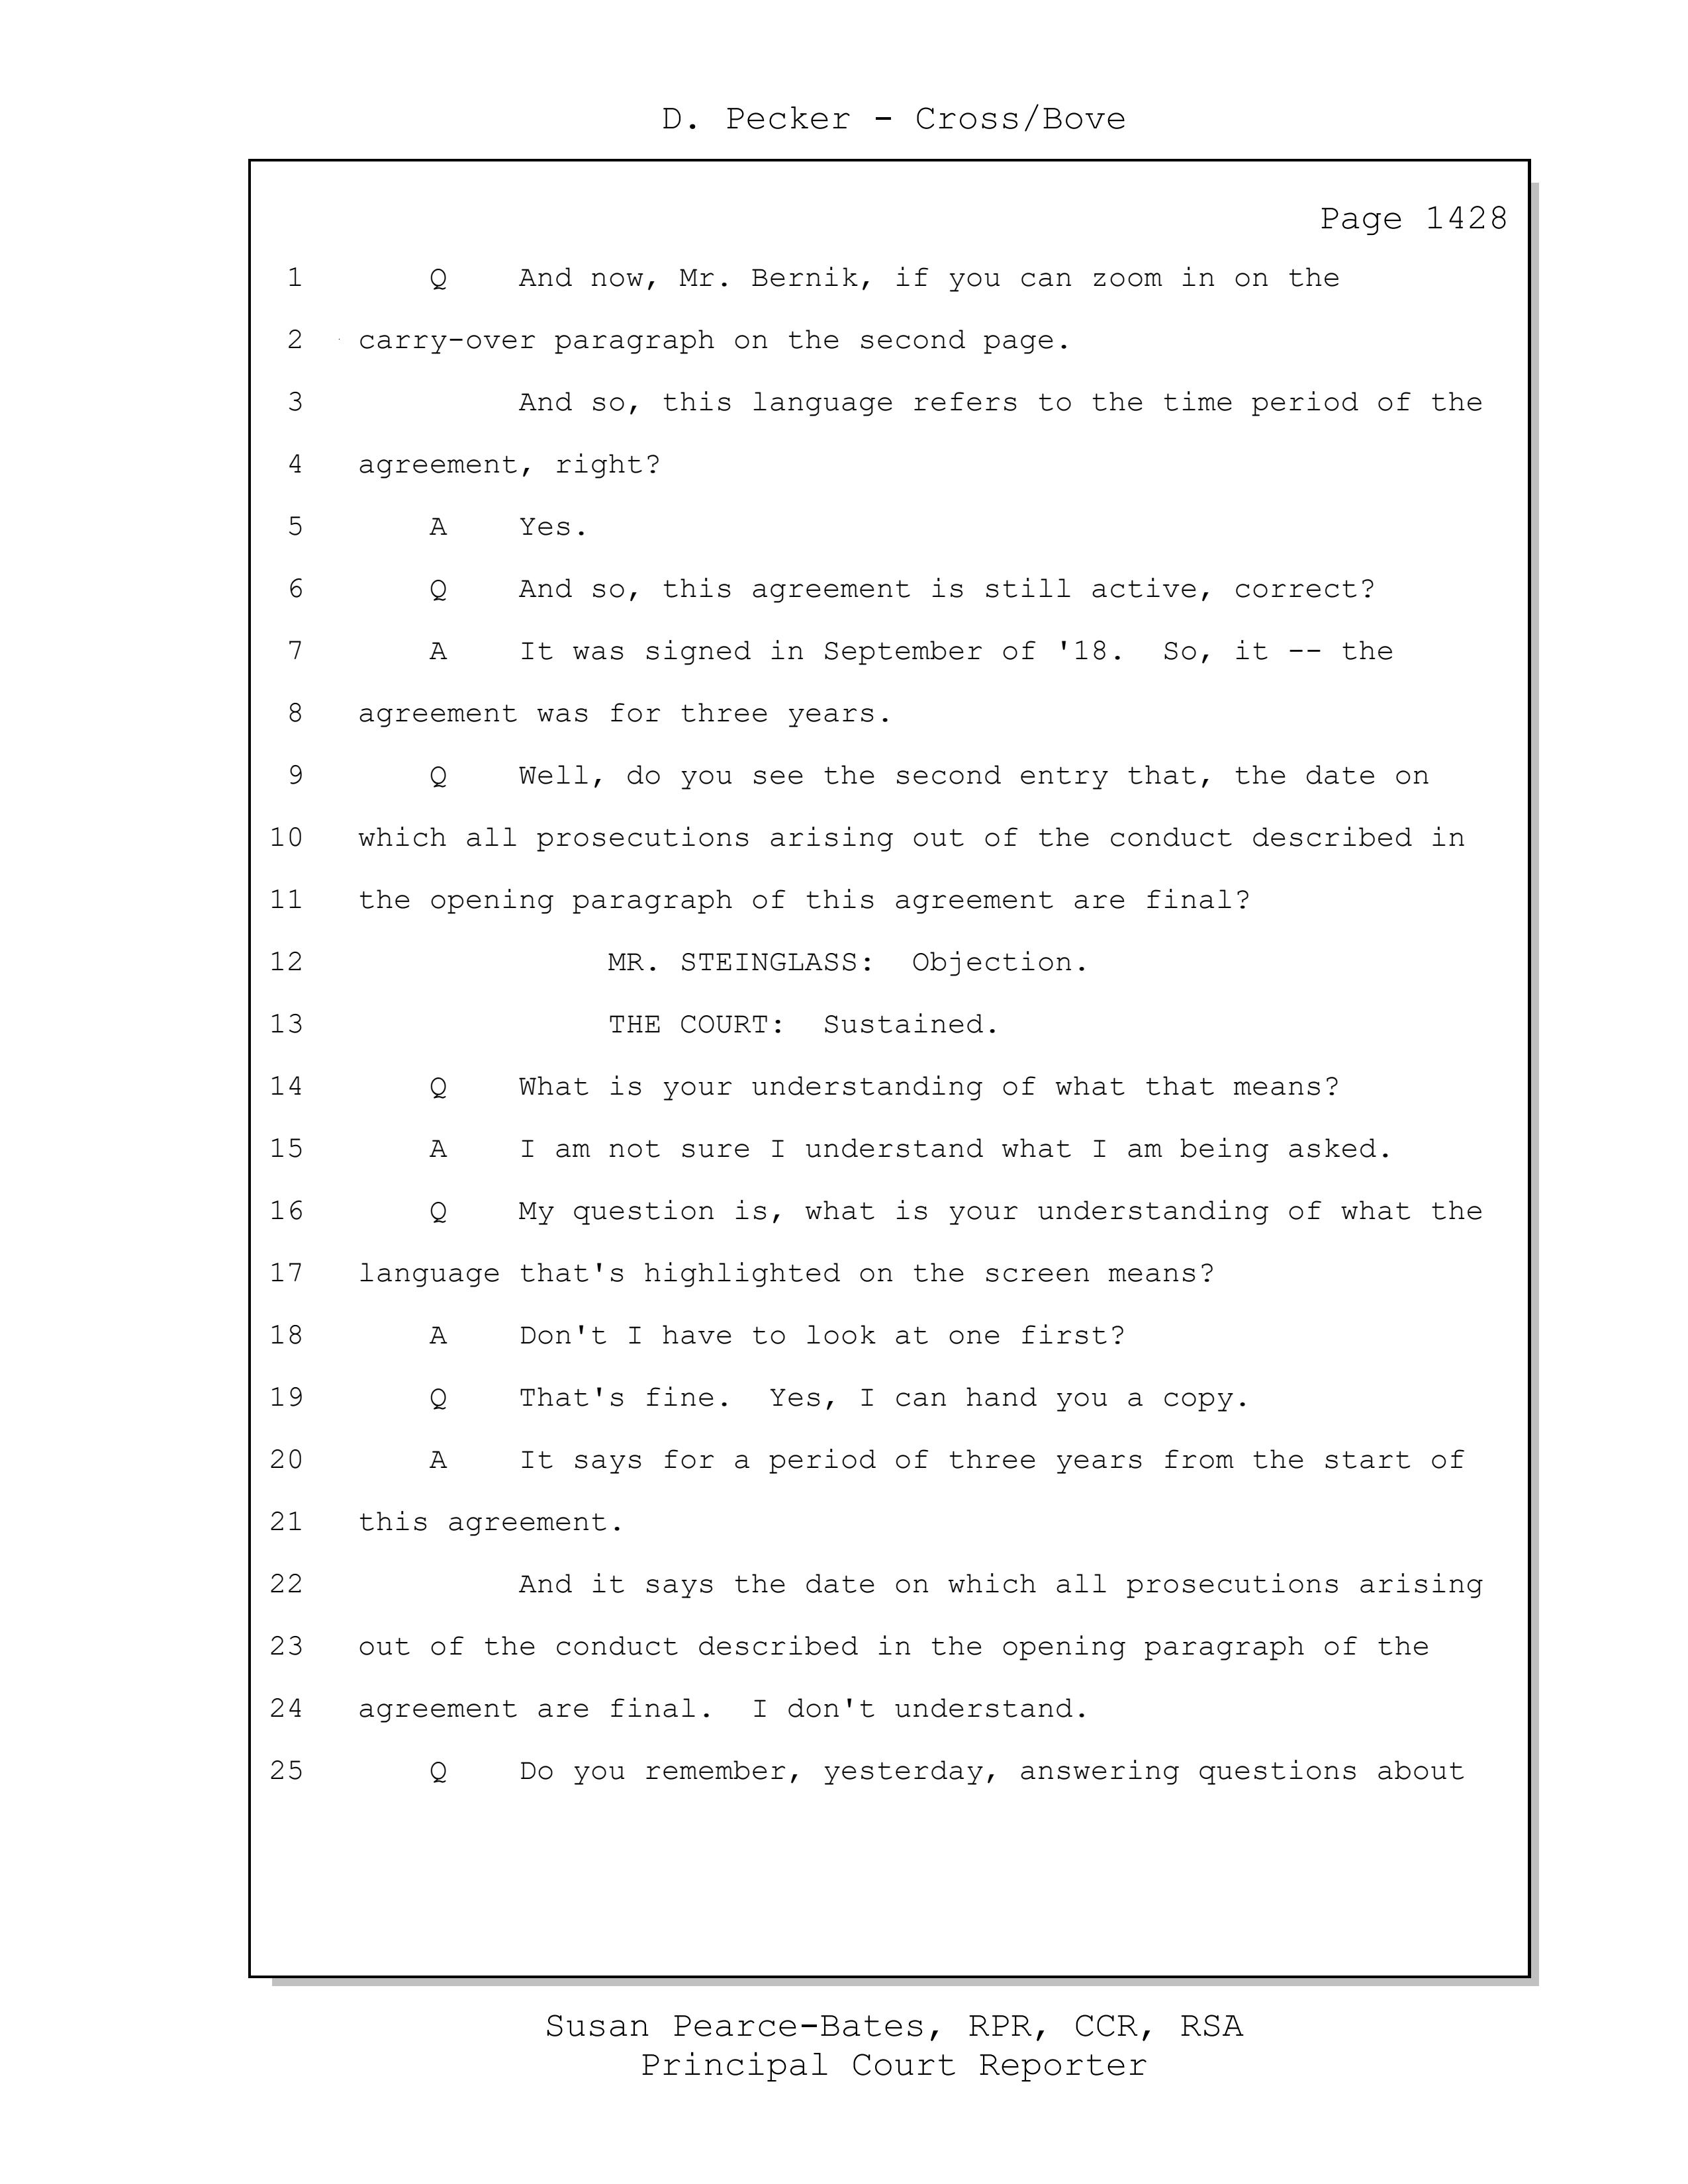 D. Pecker - Cross/Bove
Page 1428
1 Q And now, Mr. Bernik, if you can zoom in on the
2 carry-over paragraph on the second page.
3 And so, this language refers to the time period of the
4 agreement, right?
5 A Yes.
6 Q And so, this agreement is still active, correct?
7 A It was signed in September of '18. So, it -- the
8 agreement was for three years.
9 Q Well, do you see the second entry that, the date on
10 which all prosecutions arising out of the conduct described in
11 the opening paragraph of this agreement are final?
12 MR. STEINGLASS: Objection.
13 THE COURT: Sustained.
14 Q What is your understanding of what that means?
15 A I am not sure I understand what I am being asked.
16 Q My question is, what is your understanding of what the
17 language that's highlighted on the screen means?
18 A Don't I have to look at one first?
19 Q That's fine. Yes, I can hand you a copy.
20 A It says for a period of three years from the start of
21 this agreement.
22 And it says the date on which all prosecutions arising
23 out of the conduct described in the opening paragraph of the
24 agreement are final. I don't understand.
25 Q Do you remember, yesterday, answering questions about
Susan Pearce-Bates, RPR, CCR, RSA
Principal Court Reporter